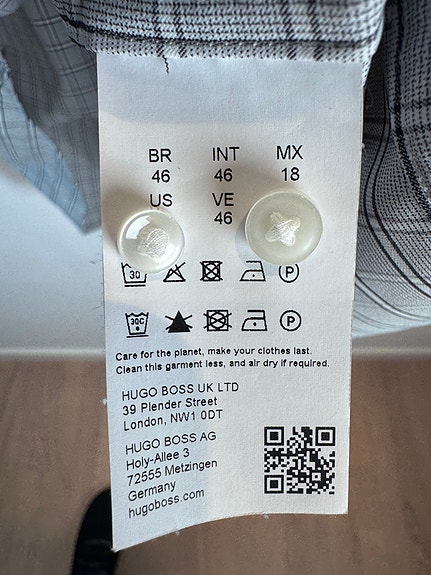 BR INT MX
46 46 18
US VE
46
30 P
30C P
Care for the planet, make your clothes last.
Clean this garment less, and air dry if required.
HUGO BOSS UK LTD
39 Plender Street
London, NW1 0DT
HUGO BOSS AG
Holy-Allee 3
72555 Metzingen
Germany
hugoboss.com